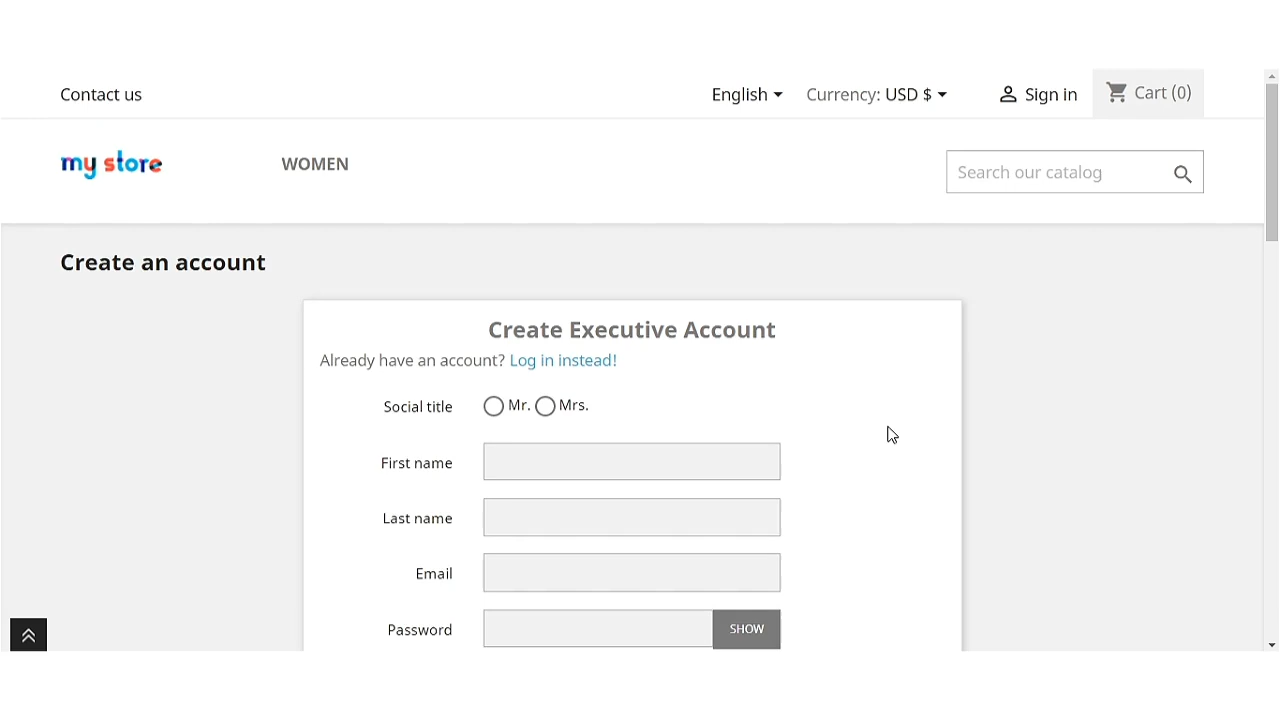 Contact us English Currency: USD $ Sign in Cart (0)
my store WOMEN Search our catalog
Create an account
Create Executive Account
Already have an account? Log in instead!
Social title Mr. Mrs.
First name
Last name
Email
Password SHOW